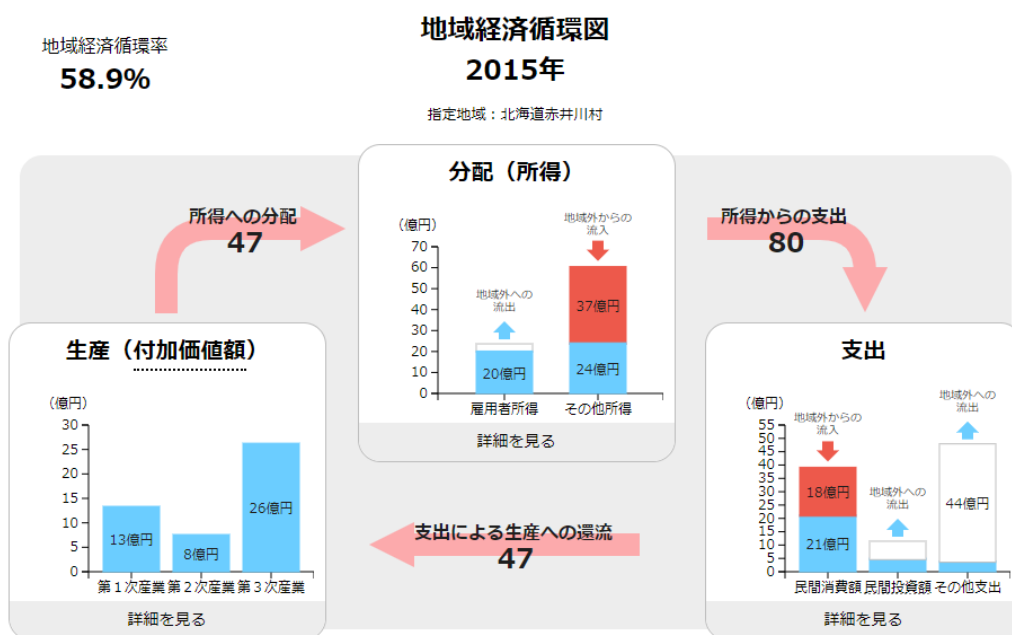 地域経済循環図
2015年
指定地域：北海道赤井川村
地域経済循環率
58.9%
分配（所得）
所得への分配
47
所得からの支出
80
（億円）
70
60
50
40
30
20
10
0
地域外への
流出
地域外からの
流入
37億円
20億円
24億円
雇用者所得
その他所得
詳細を見る
生産（付加価値額）
（億円）
30
25
20
15
10
5
0
13億円
8億円
26億円
第１次産業
第２次産業
第３次産業
詳細を見る
支出による生産への還流
47
支出
（億円）
55
50
45
40
35
30
25
20
15
10
5
0
地域外からの
流入
地域外への
流出
地域外への
流出
18億円
21億円
44億円
民間消費額
民間投資額
その他支出
詳細を見る